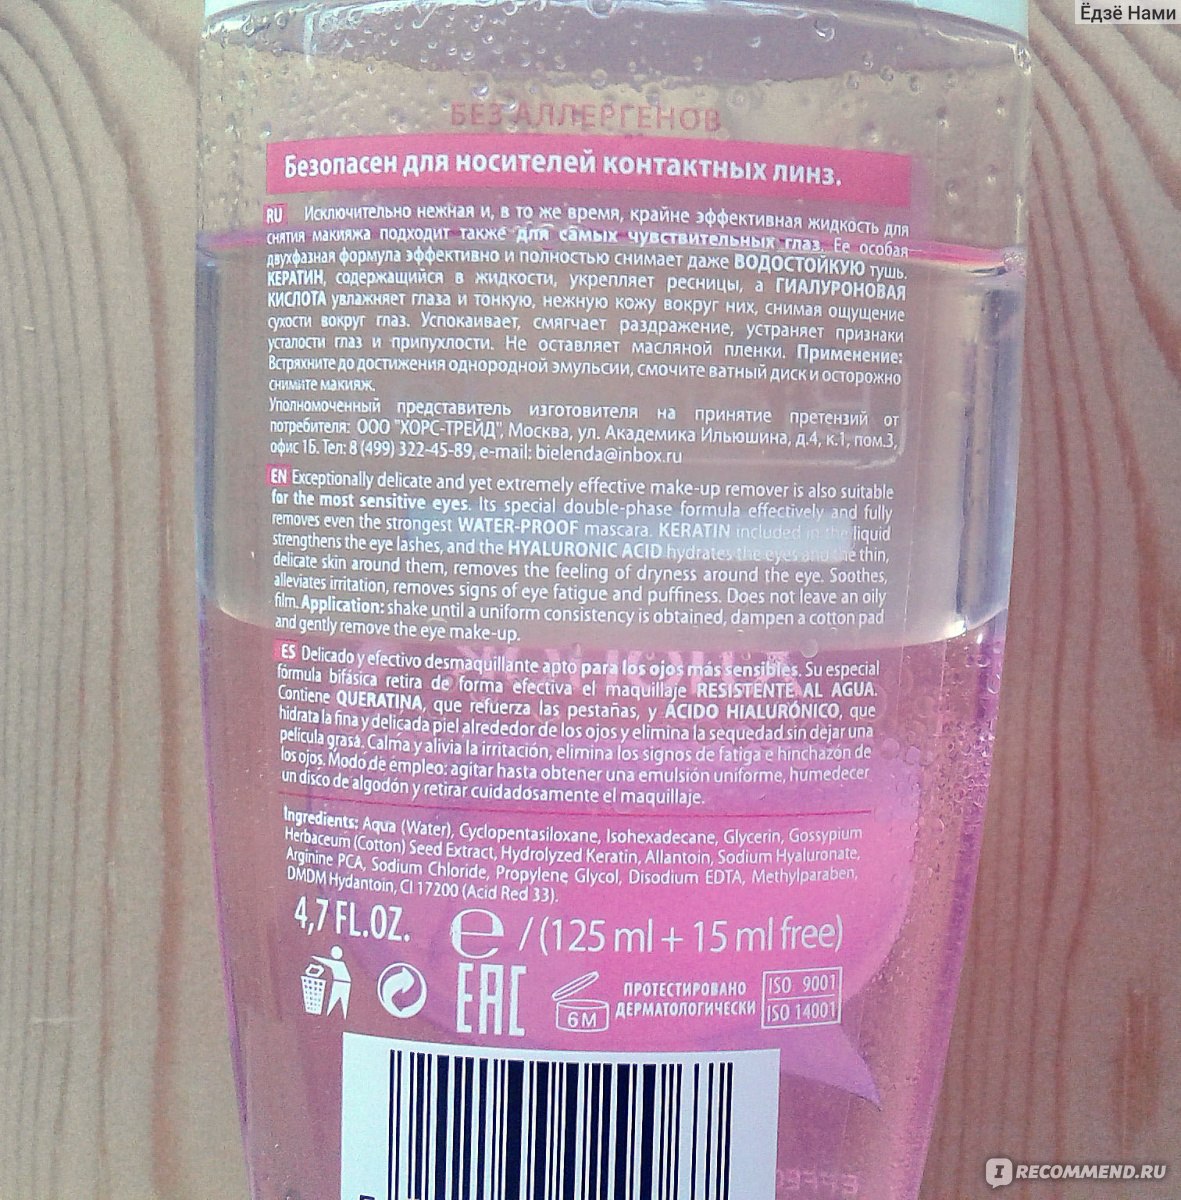 Ёдзё Нами
БЕЗ АЛЛЕРГЕНОВ
Безопасен для носителей контактных линз.
RU Исключительно нежная и, в то же время, крайне эффективная жидкость для
снятия макияжа подходит также для самых чувствительных глаз. Ее особая
двухфазная формула эффективно и полностью снимает даже ВОДОСТОЙКУЮ тушь.
КЕРАТИН, содержащийся в жидкости, укрепляет ресницы, а ГИАЛУРОНОВАЯ
КИСЛОТА увлажняет глаза и тонкую, нежную кожу вокруг них, снимая ощущение
сухости вокруг глаз. Успокаивает, смягчает раздражение, устраняет признаки
усталости глаз и припухлости. Не оставляет масляной пленки. Применение:
Встряхните до достижения однородной эмульсии, смочите ватный диск и осторожно
снимите макияж.
Уполномоченный представитель изготовителя на принятие претензий от
потребителя: ООО "ХОРС-ТРЕЙД", Москва, ул. Академика Ильюшина, д.4, к.1, пом.3,
офис 1Б. Тел: 8 (499) 322-45-89, e-mail: bielenda@inbox.ru
EN Exceptionally delicate and yet extremely effective make-up remover is also suitable
for the most sensitive eyes. Its special double-phase formula effectively and fully
removes even the strongest WATER-PROOF mascara. KERATIN included in the liquid
strengthens the eye lashes, and the HYALURONIC ACID hydrates the eyes and the thin,
delicate skin around them, removes the feeling of dryness around the eye. Soothes,
alleviates irritation, removes signs of eye fatigue and puffiness. Does not leave an oily
film. Application: shake until a uniform consistency is obtained, dampen a cotton pad
and gently remove the eye make-up.
ES Delicado y efectivo desmaquillante apto para los ojos más sensibles. Su especial
fórmula bifásica retira de forma efectiva el maquillaje RESISTENTE AL AGUA.
Contiene QUERATINA, que refuerza las pestañas, y ÁCIDO HIALURÓNICO, que
hidrata la fina y delicada piel alrededor de los ojos y elimina la sequedad sin dejar una
película grasa. Calma y alivia la irritación, elimina los signos de fatiga e hinchazón de
los ojos. Modo de empleo: agitar hasta obtener una emulsión uniforme, humedecer
un disco de algodón y retirar cuidadosamente el maquillaje.
Ingredients: Aqua (Water), Cyclopentasiloxane, Isohexadecane, Glycerin, Gossypium
Herbaceum (Cotton) Seed Extract, Hydrolyzed Keratin, Allantoin, Sodium Hyaluronate,
Arginine PCA, Sodium Chloride, Propylene Glycol, Disodium EDTA, Methylparaben,
DMDM Hydantoin, CI 17200 (Acid Red 33).
4,7 FL.OZ. e / (125 ml + 15 ml free)
EAC
6M
ПРОТЕСТИРОВАНО
ДЕРМАТОЛОГИЧЕСКИ
ISO 9001
ISO 14001
IRECOMMEND.RU